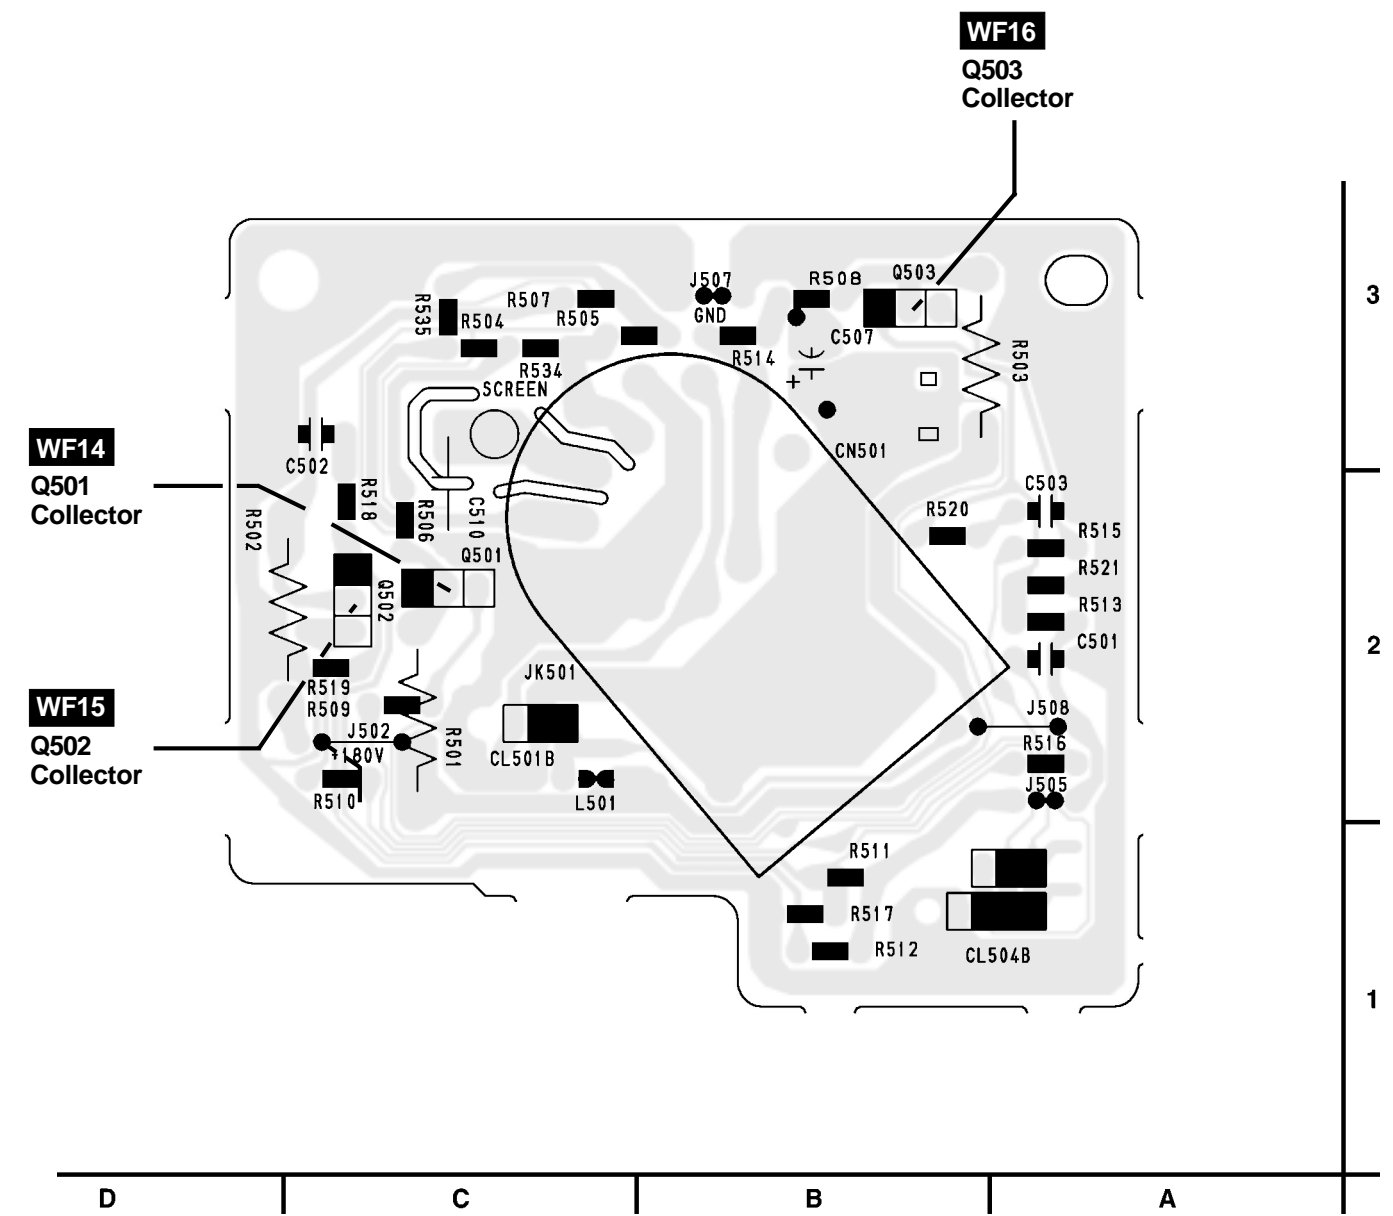 WF16
Q503
Collector
3
J507
R508
Q503
R535
R507
R504
R505
GND
C507
R514
R503
R534
SCREEN
+
WF14
Q501
Collector
C502
CN501
C503
R518
R506
C510
R520
R502
R515
Q501
R521
Q502
R513
C501
2
JK501
R519
WF15
Q502
Collector
R509
J508
J502
R501
R516
+180V
CL501B
J505
R510
L501
R511
R517
R512
CL504B
1
D C B A